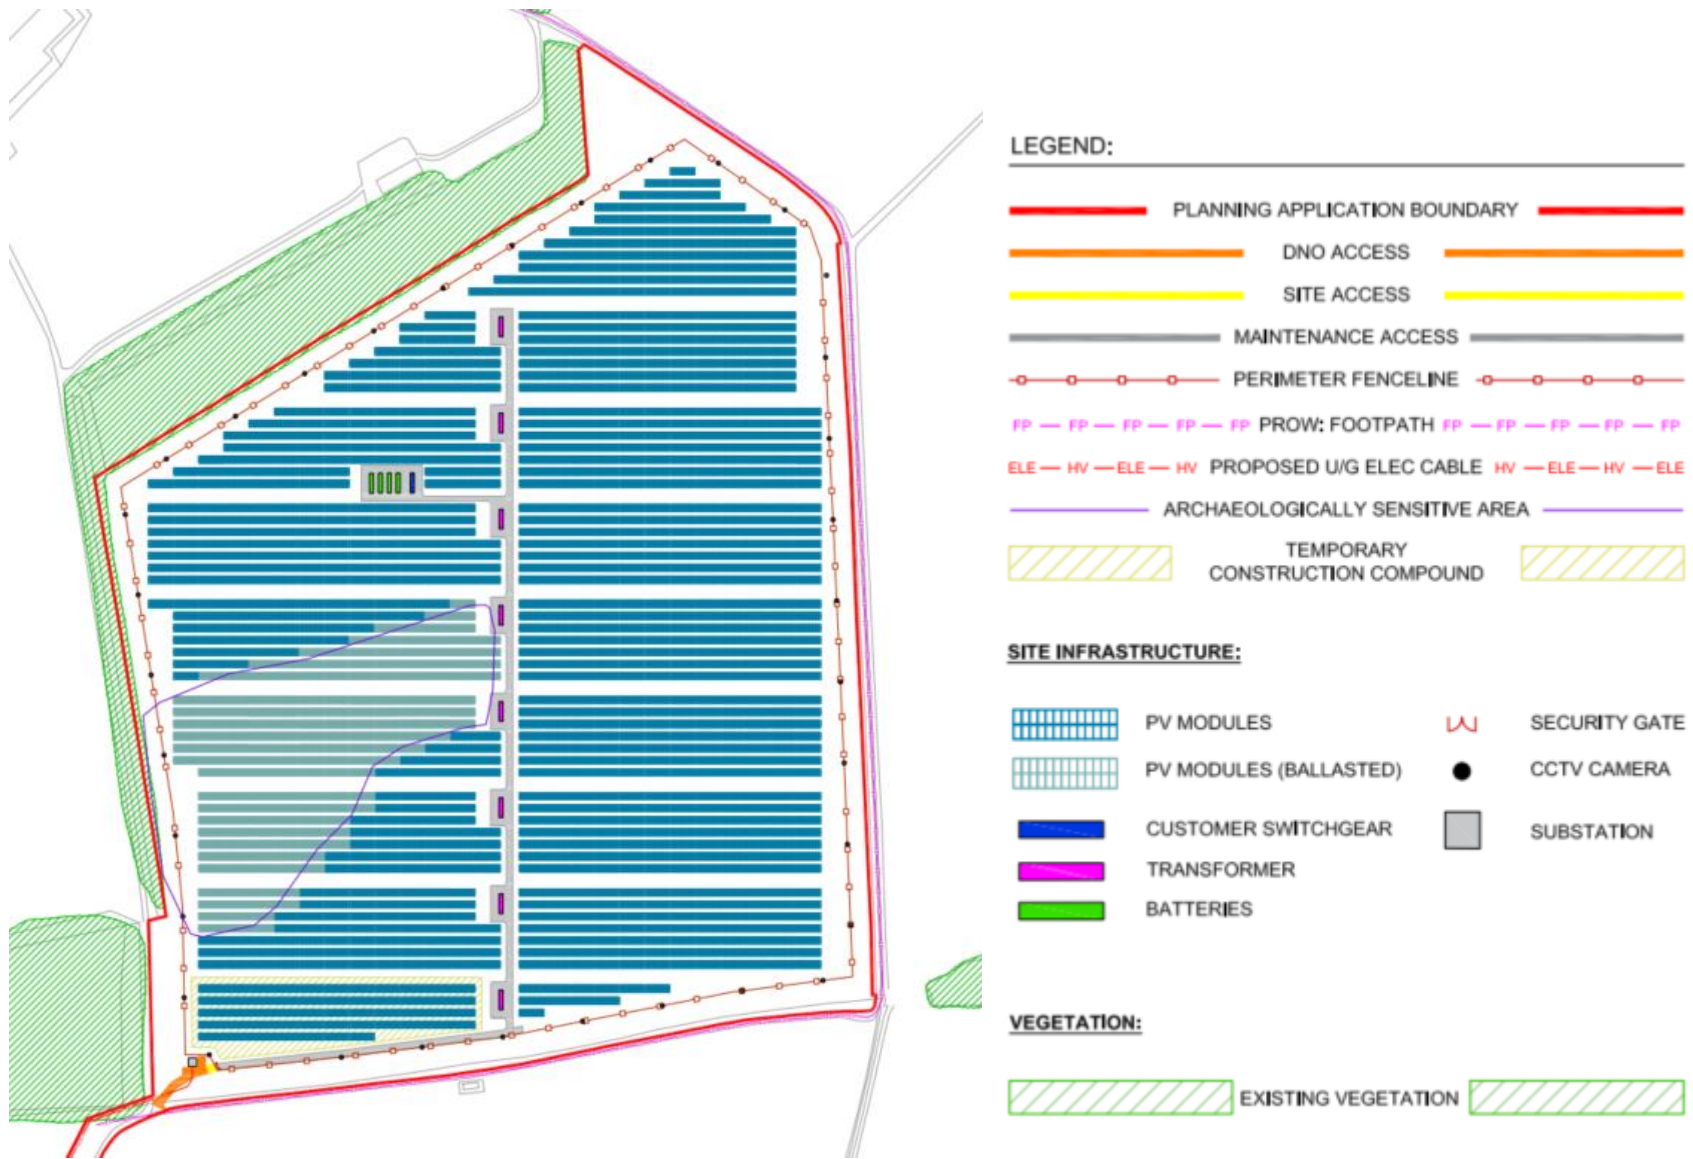 LEGEND:
PLANNING APPLICATION BOUNDARY
DNO ACCESS
SITE ACCESS
MAINTENANCE ACCESS
PERIMETER FENCELINE
FP — FP — FP — FP — FP PROW: FOOTPATH FP — FP — FP — FP — FP
ELE — HV — ELE — HV PROPOSED U/G ELEC CABLE HV — ELE — HV — ELE
ARCHAEOLOGICALLY SENSITIVE AREA
TEMPORARY
CONSTRUCTION COMPOUND
SITE INFRASTRUCTURE:
PV MODULES
SECURITY GATE
PV MODULES (BALLASTED)
CCTV CAMERA
CUSTOMER SWITCHGEAR
SUBSTATION
TRANSFORMER
BATTERIES
VEGETATION:
EXISTING VEGETATION